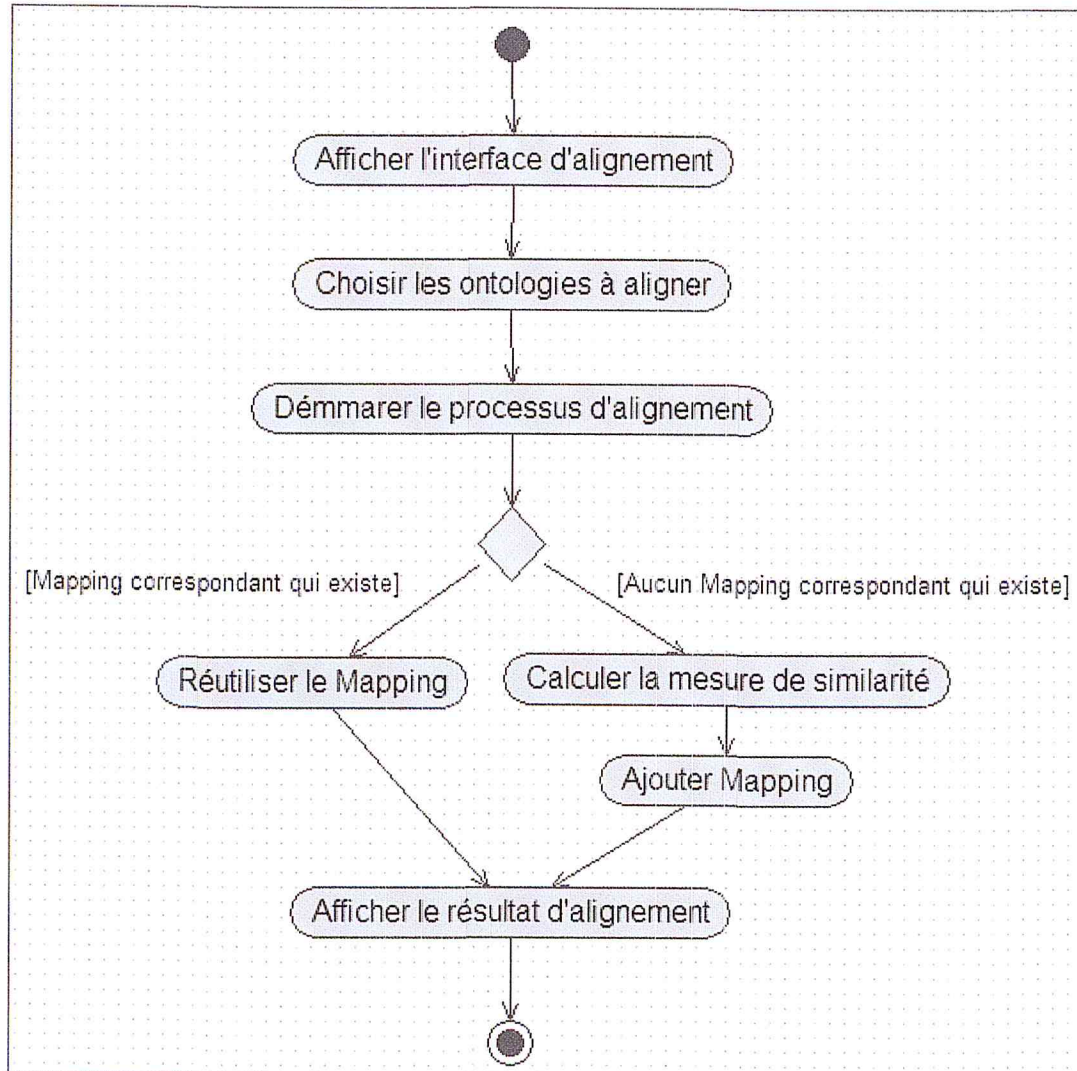 Afficher l'interface d'alignement
Choisir les ontologies à aligner
Démmarer le processus d'alignement
[Mapping correspondant qui existe]
[Aucun Mapping correspondant qui existe]
Réutiliser le Mapping
Calculer la mesure de similarité
Ajouter Mapping
Afficher le résultat d'alignement